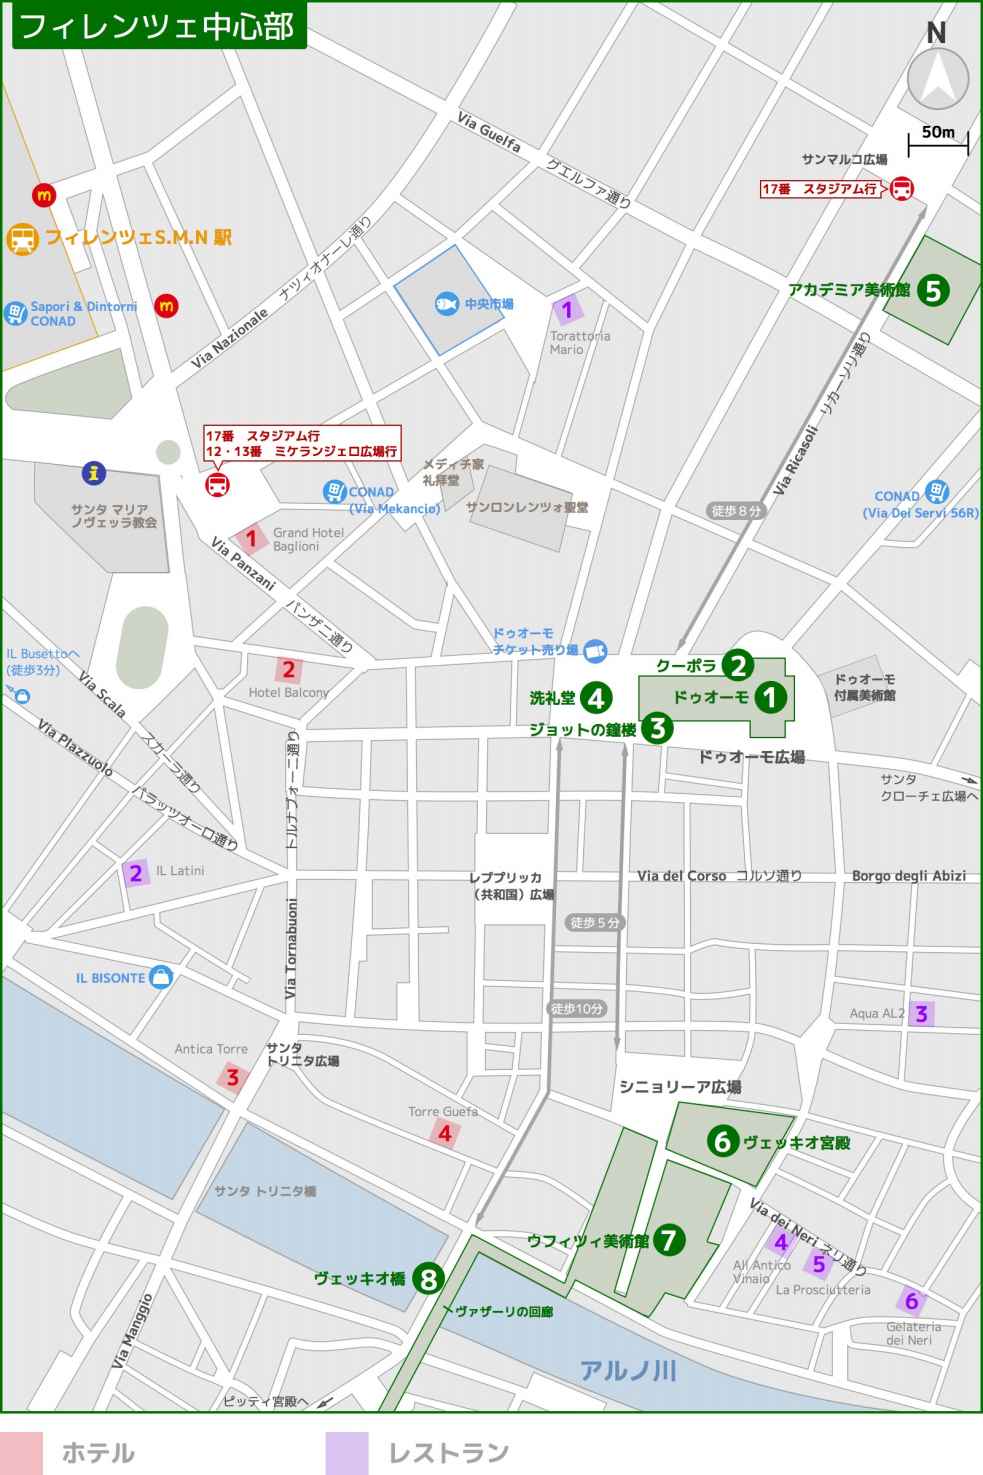 フィレンツェ中心部
N
50m
Via Guelfa
グエルファ通り
サンマルコ広場
17番　スタジアム行
m
フィレンツェS.M.N 駅
アカデミア美術館
5
Sapori & Dintorni
CONAD
m
中央市場
1
Torattoria
Mario
Via Nazionale
ナツィオナーレ通り
Via Ricasoli
リカーソリ通り
17番　スタジアム行
12・13番　ミケランジェロ広場行
i
サンタ マリア
ノヴェッラ教会
CONAD
(Via Mekancio)
メディチ家
礼拝堂
サンロンレンツォ聖堂
徒歩８分
CONAD
(Via Dei Servi 56R)
1
Grand Hotel
Baglioni
Via Panzani
パンザーニ通り
IL Busettoへ
(徒歩3分)
2
Hotel Balcony
ドゥオーモ
チケット売り場
クーポラ
2
洗礼堂
4
ドゥオーモ
1
ジョットの鐘楼
3
ドゥオーモ
付属美術館
ドゥオーモ広場
サンタ
クローチェ広場へ
Via Scala
スカーラ通り
Via Plazzuolo
パラッツオーロ通り
トルナブォーニ通り
Via Tornabuoni
2
IL Latini
レプブリッカ
（共和国）広場
Via del Corso
コルソ通り
Borgo degli Abizi
徒歩５分
IL BISONTE
徒歩10分
Aqua AL2
3
Antica Torre
3
サンタ
トリニタ広場
シニョリーア広場
Torre Guefa
4
6
ヴェッキオ宮殿
サンタ トリニタ橋
ウフィツィ美術館
7
Via dei Neri
ネリ通り
4
All Antico
Vinaio
5
La Prosciutteria
6
Gelateria
dei Neri
ヴェッキオ橋
8
ヴァザーリの回廊
Via Manggio
アルノ川
ピッティ宮殿へ
ホテル
レストラン